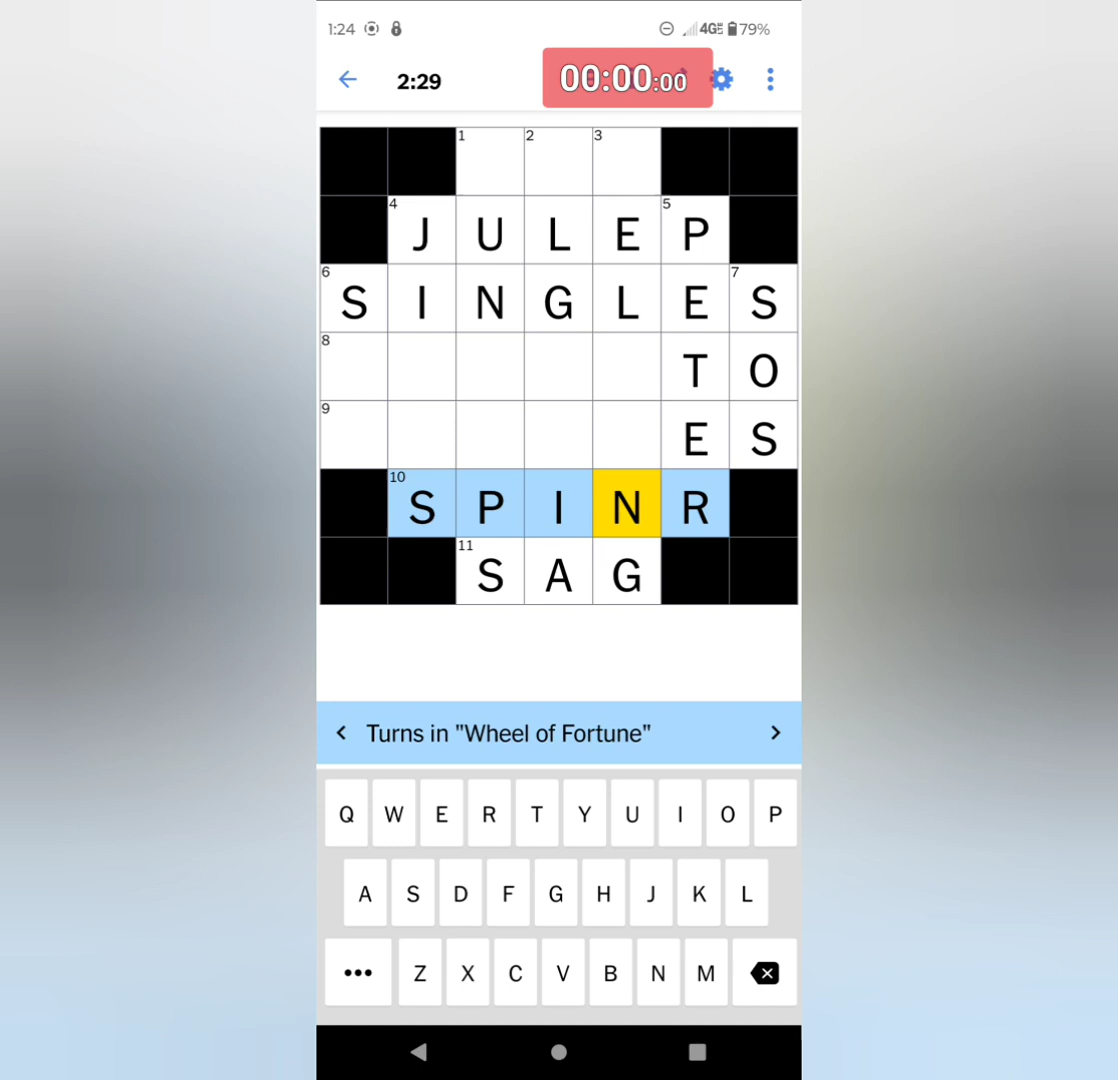 1:24 4GE 79%
2:29 00:00:00
1 2 3
4 J U L E 5 P
6 S I N G L E 7 S
8 T O
9 E S
10 S P I N R
11 S A G
Turns in "Wheel of Fortune"
Q W E R T Y U I O P
A S D F G H J K L
Z X C V B N M